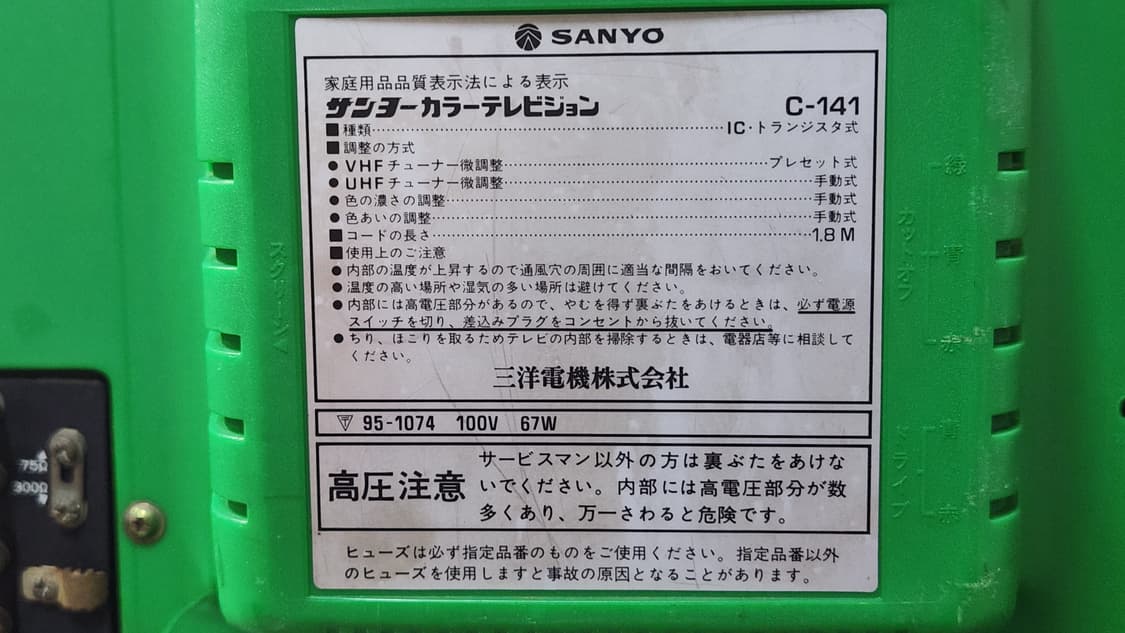 SANYO
家庭用品品質表示法による表示
サンヨーカラーテレビジョン C-141
■種類……IC・トランジスタ式
■調整の方式
●VHFチューナー微調整……プレセット式
●UHFチューナー微調整……手動式
●色の濃さの調整……手動式
●色あいの調整……手動式
■コードの長さ……1.8M
■使用上のご注意
●内部の温度が上昇するので通風穴の周囲に適当な間隔をおいてください。
●温度の高い場所や湿気の多い場所は避けてください。
●内部には高電圧部分があるので、やむを得ず裏ぶたをあけるときは、必ず電源
スイッチを切り、差込みプラグをコンセントから抜いてください。
●ちり、ほこりを取るためテレビの内部を掃除するときは、電器店等に相談して
ください。
三洋電機株式会社
〒 95-1074 100V 67W
高圧注意
サービスマン以外の方は裏ぶたをあけな
いでください。内部には高電圧部分が数
多くあり、万一さわると危険です。
ヒューズは必ず指定品番のものをご使用ください。指定品番以外
のヒューズを使用しますと事故の原因となることがあります。
スクリーン
カットオフ
緑
青
赤
ドライブ
青
赤
75Ω
300Ω